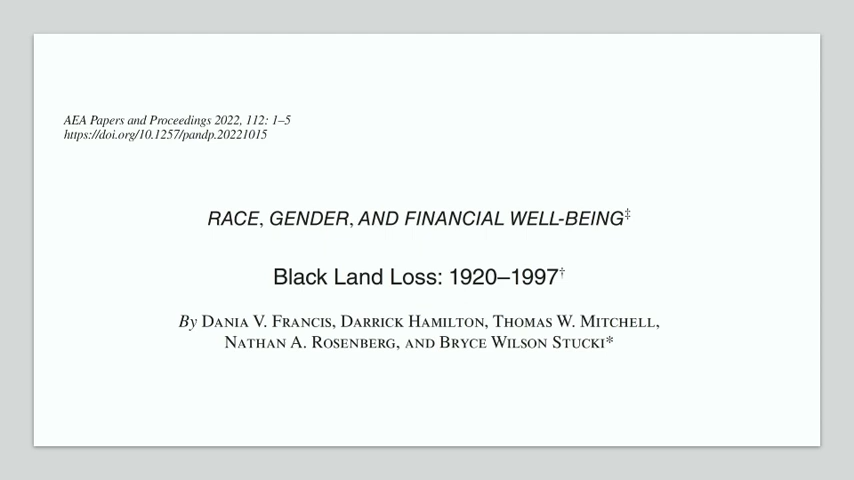 AEA Papers and Proceedings 2022, 112: 1–5
https://doi.org/10.1257/pandp.20221015
RACE, GENDER, AND FINANCIAL WELL-BEING‡
Black Land Loss: 1920–1997†
By Dania V. Francis, Darrick Hamilton, Thomas W. Mitchell,
Nathan A. Rosenberg, and Bryce Wilson Stucki*